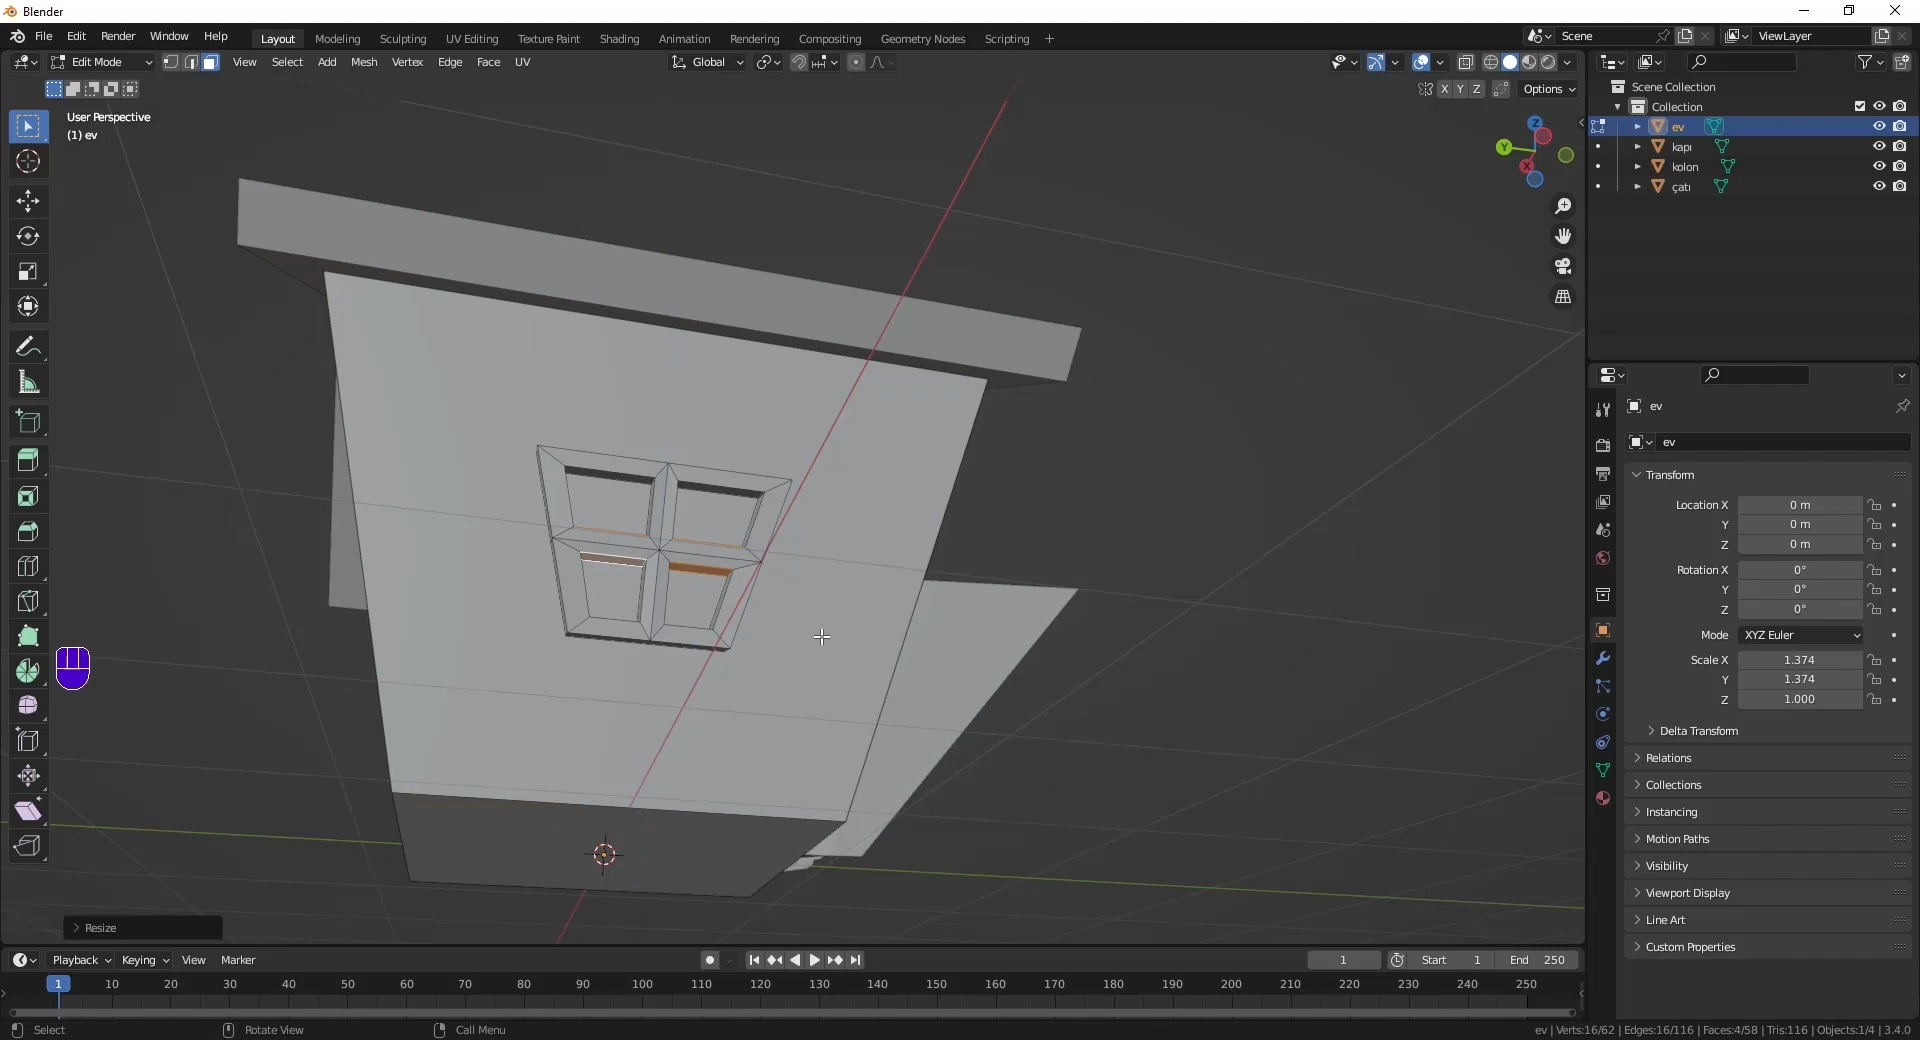 Blender
File Edit Render Window Help
Layout Modeling Sculpting UV Editing Texture Paint Shading Animation Rendering Compositing Geometry Nodes Scripting +
Scene
ViewLayer
Edit Mode
View Select Add Mesh Vertex Edge Face UV
Global
X Y Z
Options
User Perspective
(1) ev
Z
Y
X
Scene Collection
Collection
ev
kapı
kolon
çatı
ev
ev
Transform
Location X 0 m
Y 0 m
Z 0 m
Rotation X 0°
Y 0°
Z 0°
Mode XYZ Euler
Scale X 1.374
Y 1.374
Z 1.000
Delta Transform
Relations
Collections
Instancing
Motion Paths
Visibility
Viewport Display
Line Art
Custom Properties
Resize
Playback Keying View Marker
1
Start 1
End 250
1 10 20 30 40 50 60 70 80 90 100 110 120 130 140 150 160 170 180 190 200 210 220 230 240 250
Select
Rotate View
Call Menu
ev | Verts:16/62 | Edges:16/116 | Faces:4/58 | Tris:116 | Objects:1/4 | 3.4.0